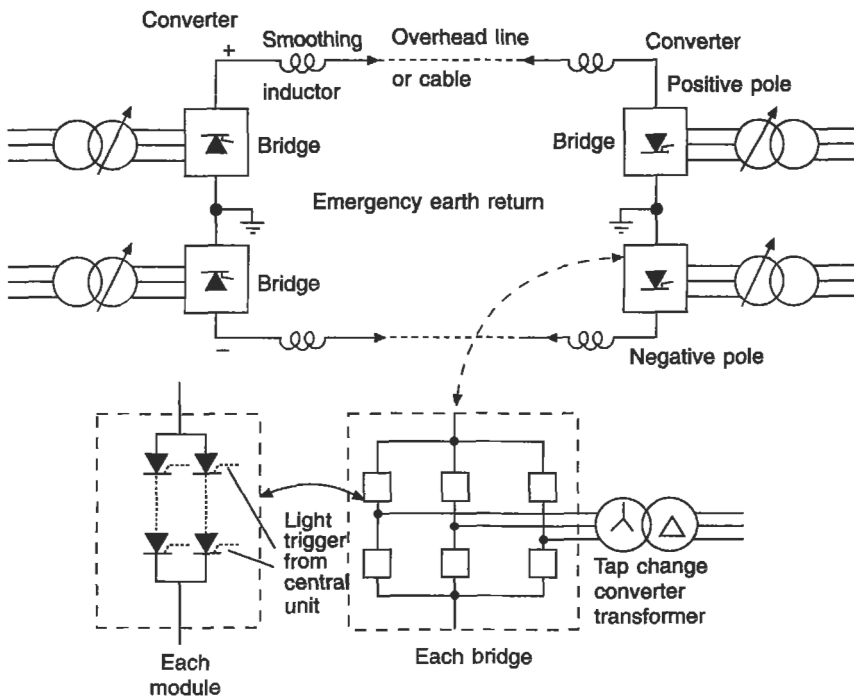 Converter
+
Smoothing
inductor
Overhead line
or cable
Converter
Positive pole
Bridge
Bridge
Emergency earth return
Bridge
–
Negative pole
Light
trigger
from
central
unit
Tap change
converter
transformer
Each
module
Each bridge